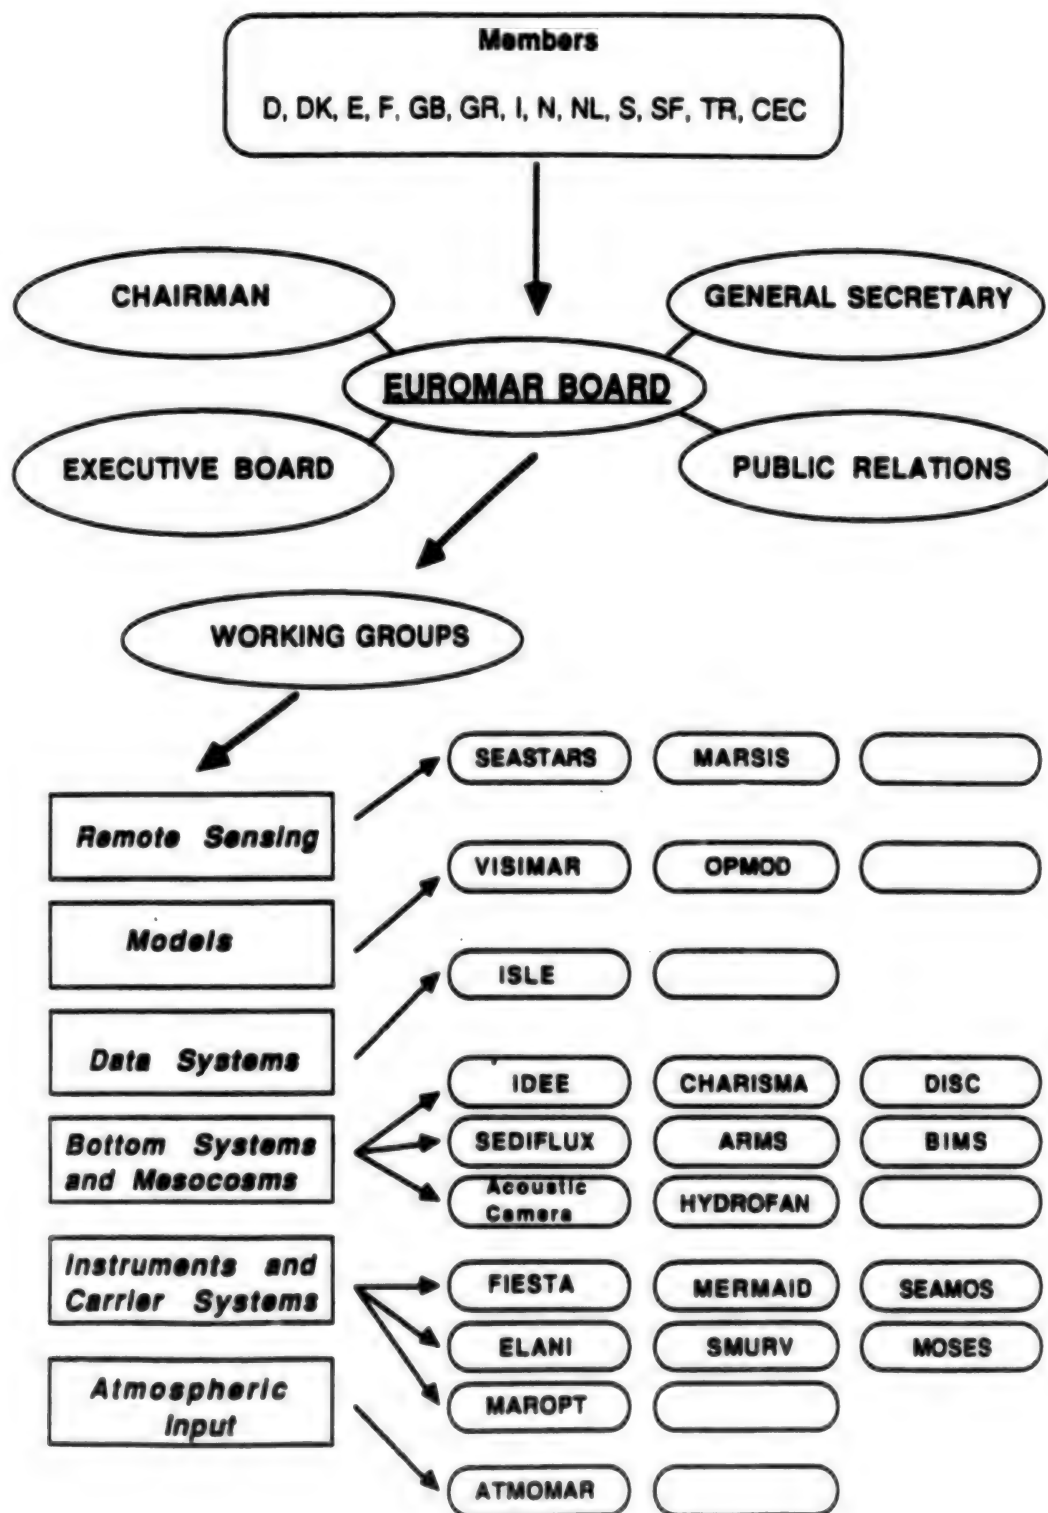 Members
D, DK, E, F, GB, GR, I, N, NL, S, SF, TR, CEC
CHAIRMAN
GENERAL SECRETARY
EUROMAR BOARD
EXECUTIVE BOARD
PUBLIC RELATIONS
WORKING GROUPS
Remote Sensing
SEASTARS
MARSIS
Models
VISIMAR
OPMOD
Data Systems
ISLE
Bottom Systems
and Mesocosms
IDEE
CHARISMA
DISC
SEDIFLUX
ARMS
BIMS
Acoustic
Camera
HYDROFAN
Instruments and
Carrier Systems
FIESTA
MERMAID
SEAMOS
ELANI
SMURV
MOSES
MAROPT
Atmospheric
Input
ATMOMAR